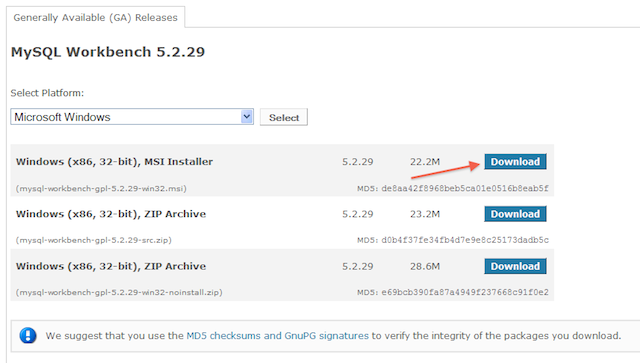 Generally Available (GA) Releases
MySQL Workbench 5.2.29
Select Platform:
Microsoft Windows Select
Windows (x86, 32-bit), MSI Installer 5.2.29 22.2M Download
(mysql-workbench-gpl-5.2.29-win32.msi) MD5: de8aa42f8968beb5ca01e0516b8eab5f
Windows (x86, 32-bit), ZIP Archive 5.2.29 23.2M Download
(mysql-workbench-gpl-5.2.29-src.zip) MD5: d0b4f37fe34fb4d7e9e8c25173dadb5c
Windows (x86, 32-bit), ZIP Archive 5.2.29 28.6M Download
(mysql-workbench-gpl-5.2.29-win32-noinstall.zip) MD5: e69bcb390fa87a4949f237668c91f0e2
We suggest that you use the MD5 checksums and GnuPG signatures to verify the integrity of the packages you download.